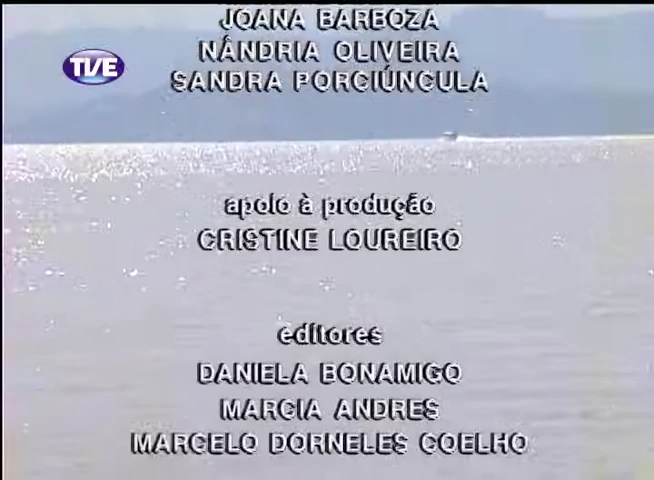 JOANA BARBOZA
NÂNDRIA OLIVEIRA
TVE
SANDRA PORCIÚNCULA
apoio à produção
CRISTINE LOUREIRO
editores
DANIELA BONAMIGO
MARCIA ANDRES
MARCELO DORNELES COELHO